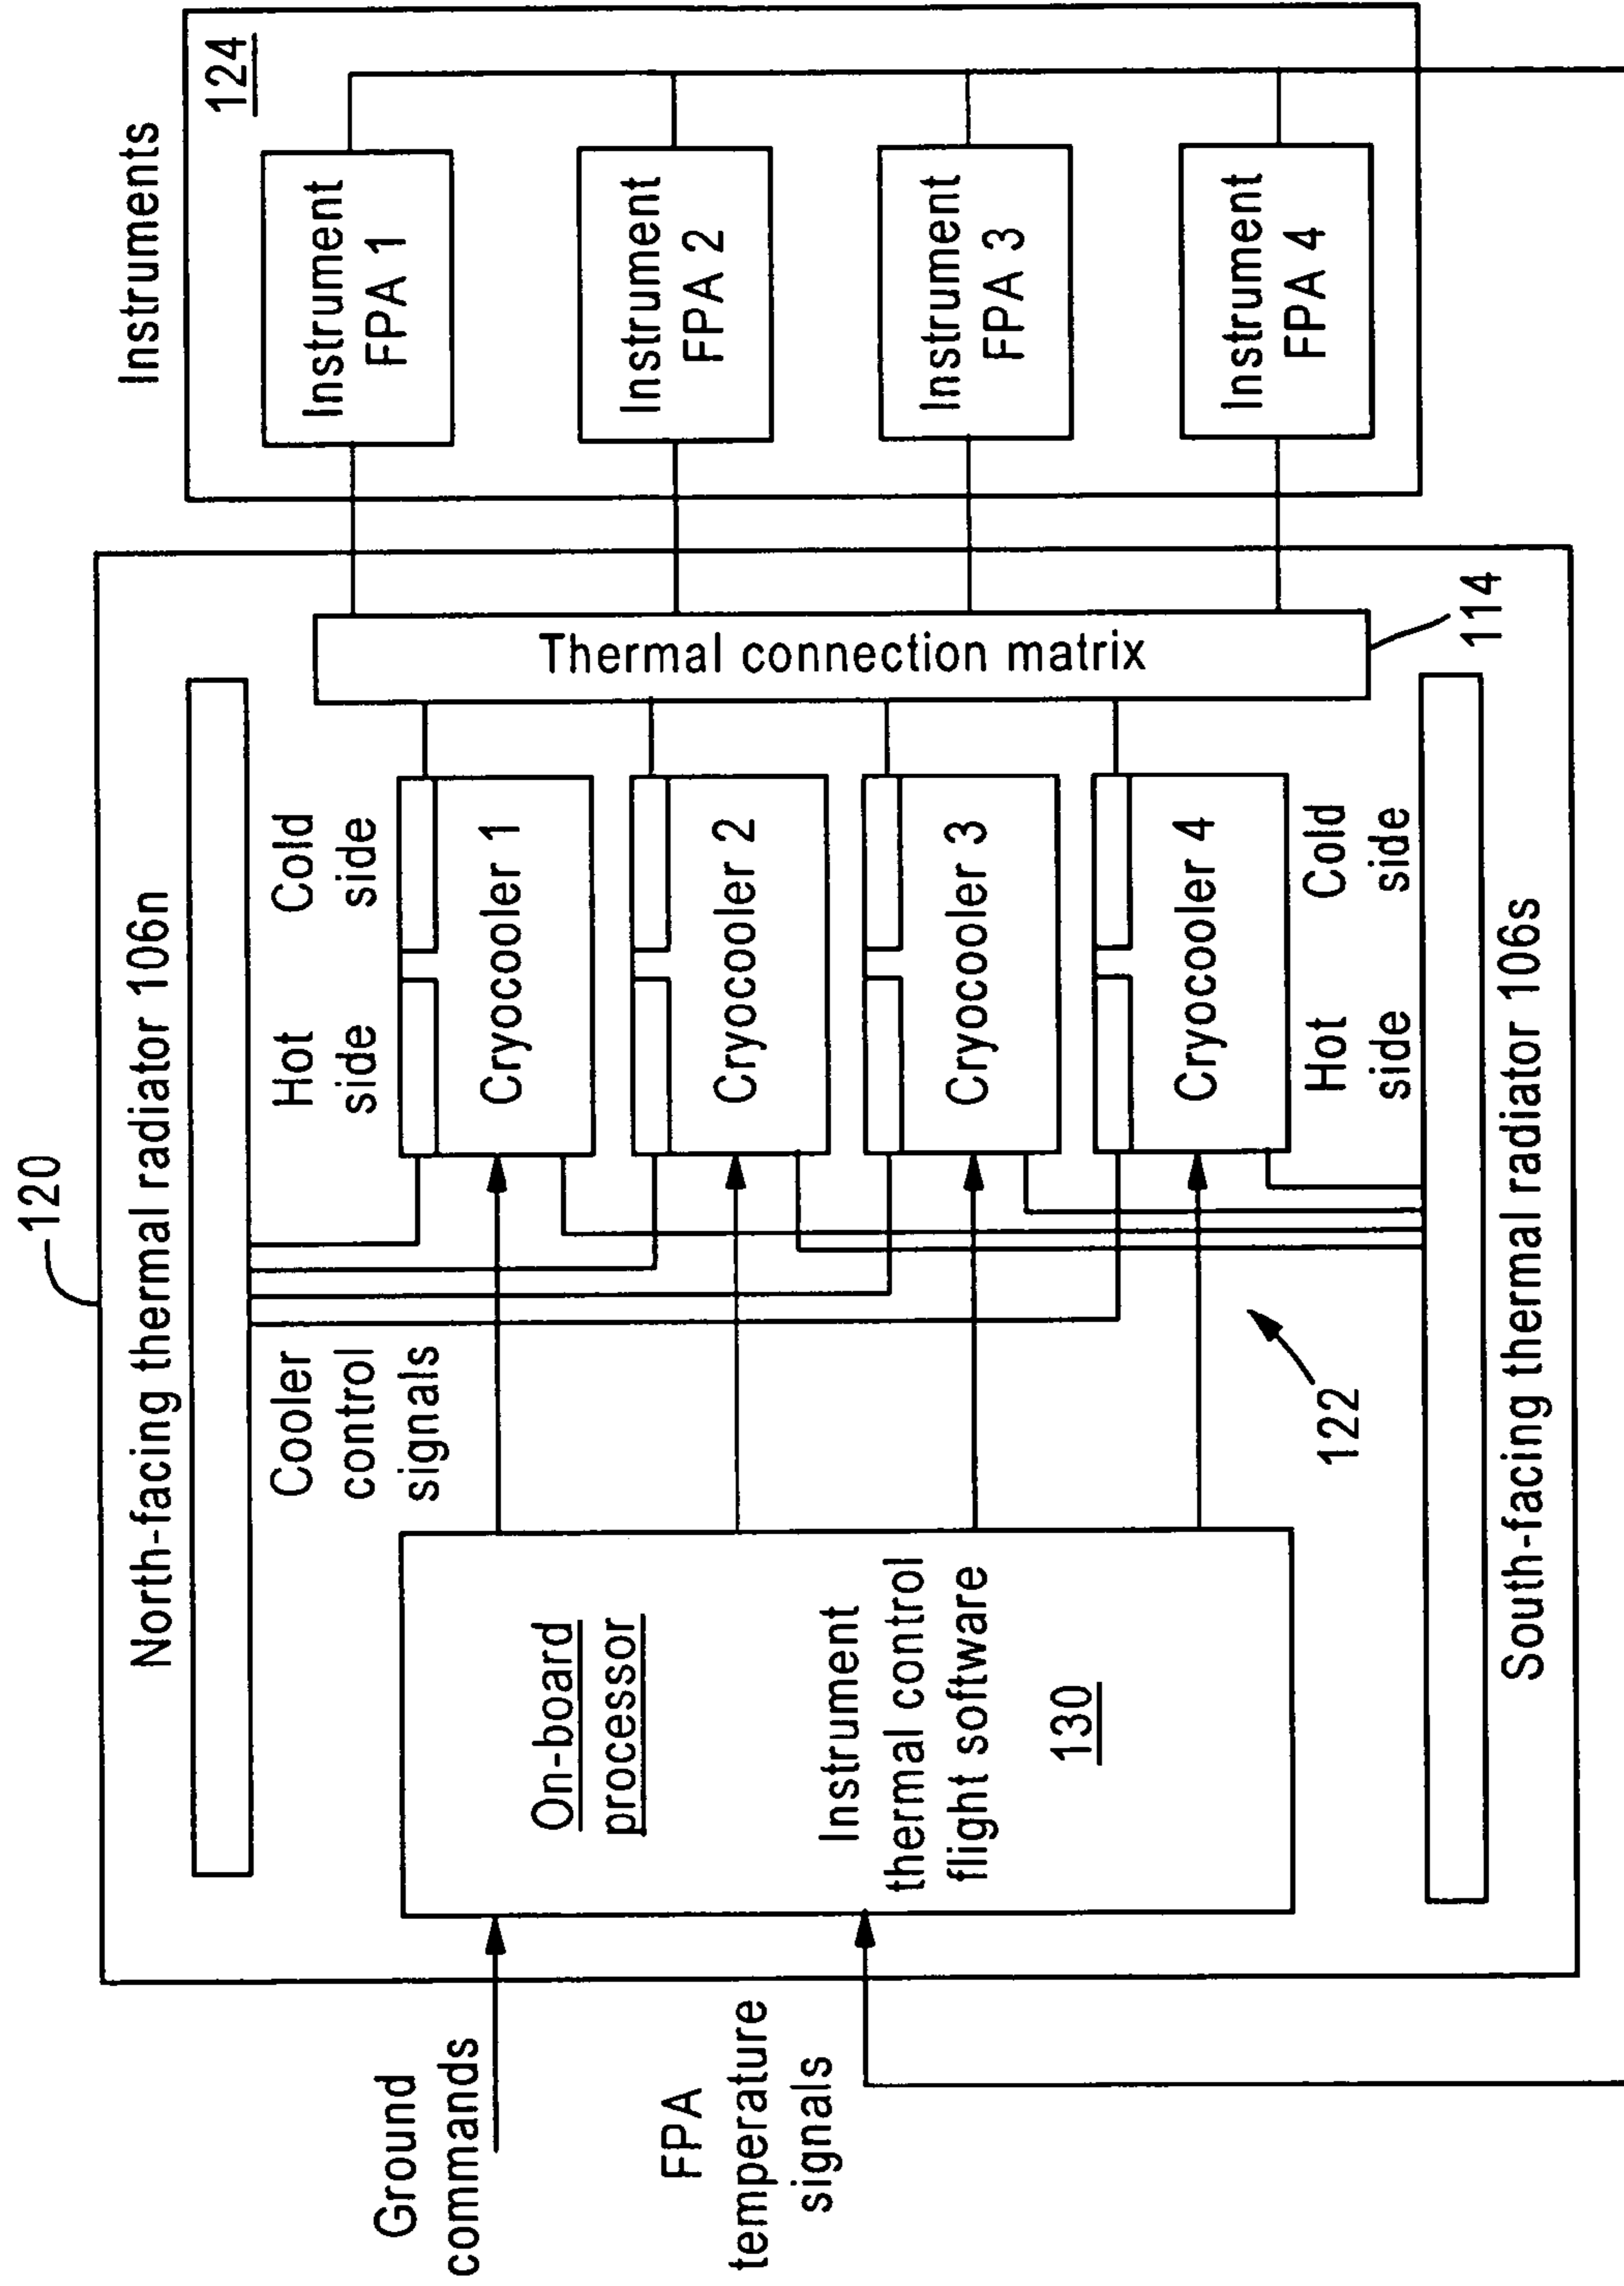 120
North-facing thermal radiator 106n
Ground
commands
FPA
temperature
signals
On-board
processor
Instrument
thermal control
flight software
130
Cooler
control
signals
122
Hot
side
Cold
side
Cryocooler 1
Cryocooler 2
Cryocooler 3
Cryocooler 4
Hot
side
Cold
side
South-facing thermal radiator 106s
Thermal connection matrix
114
Instruments
124
Instrument
FPA 1
Instrument
FPA 2
Instrument
FPA 3
Instrument
FPA 4